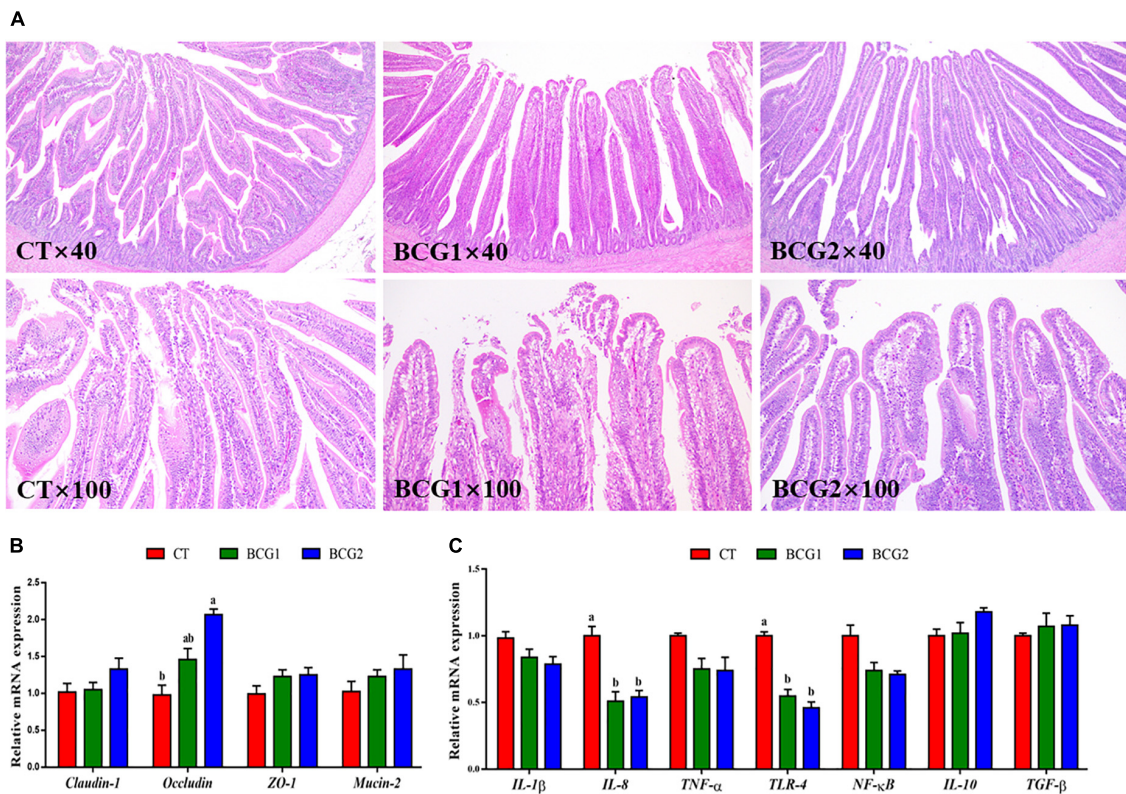 A
CT×40
BCG1×40
BCG2×40
CT×100
BCG1×100
BCG2×100
B
CT BCG1 BCG2
Relative mRNA expression
2.5
2.0
1.5
1.0
0.5
0.0
b
ab
a
Claudin-1 Occludin ZO-1 Mucin-2
C
CT BCG1 BCG2
Relative mRNA expression
1.5
1.0
0.5
0.0
a
b b
a
b b
IL-1β IL-8 TNF-α TLR-4 NF-κB IL-10 TGF-β